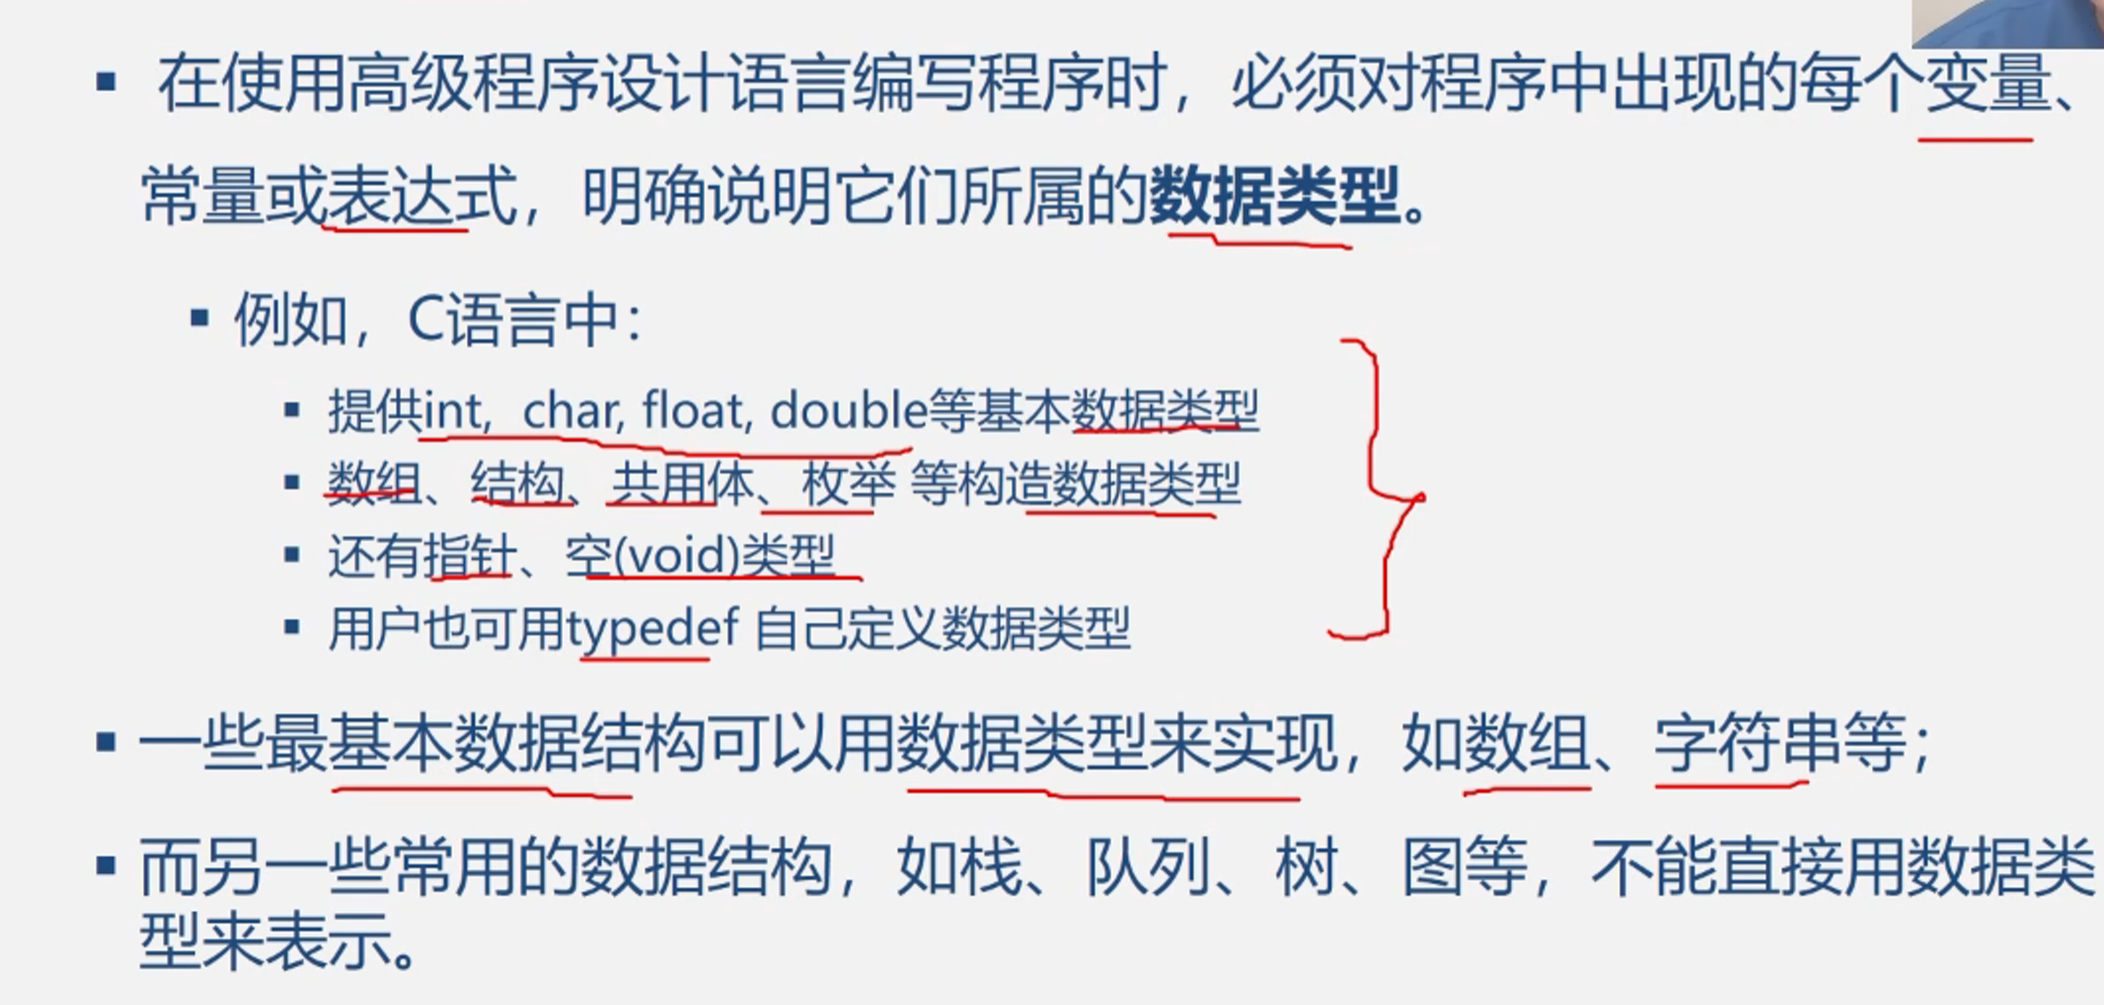 在使用高级程序设计语言编写程序时，必须对程序中出现的每个变量、
常量或表达式，明确说明它们所属的数据类型。
例如，C语言中：
提供int, char, float, double等基本数据类型
数组、结构、共用体、枚举 等构造数据类型
还有指针、空(void)类型
用户也可用typedef 自己定义数据类型
一些最基本数据结构可以用数据类型来实现，如数组、字符串等；
而另一些常用的数据结构，如栈、队列、树、图等，不能直接用数据类
型来表示。